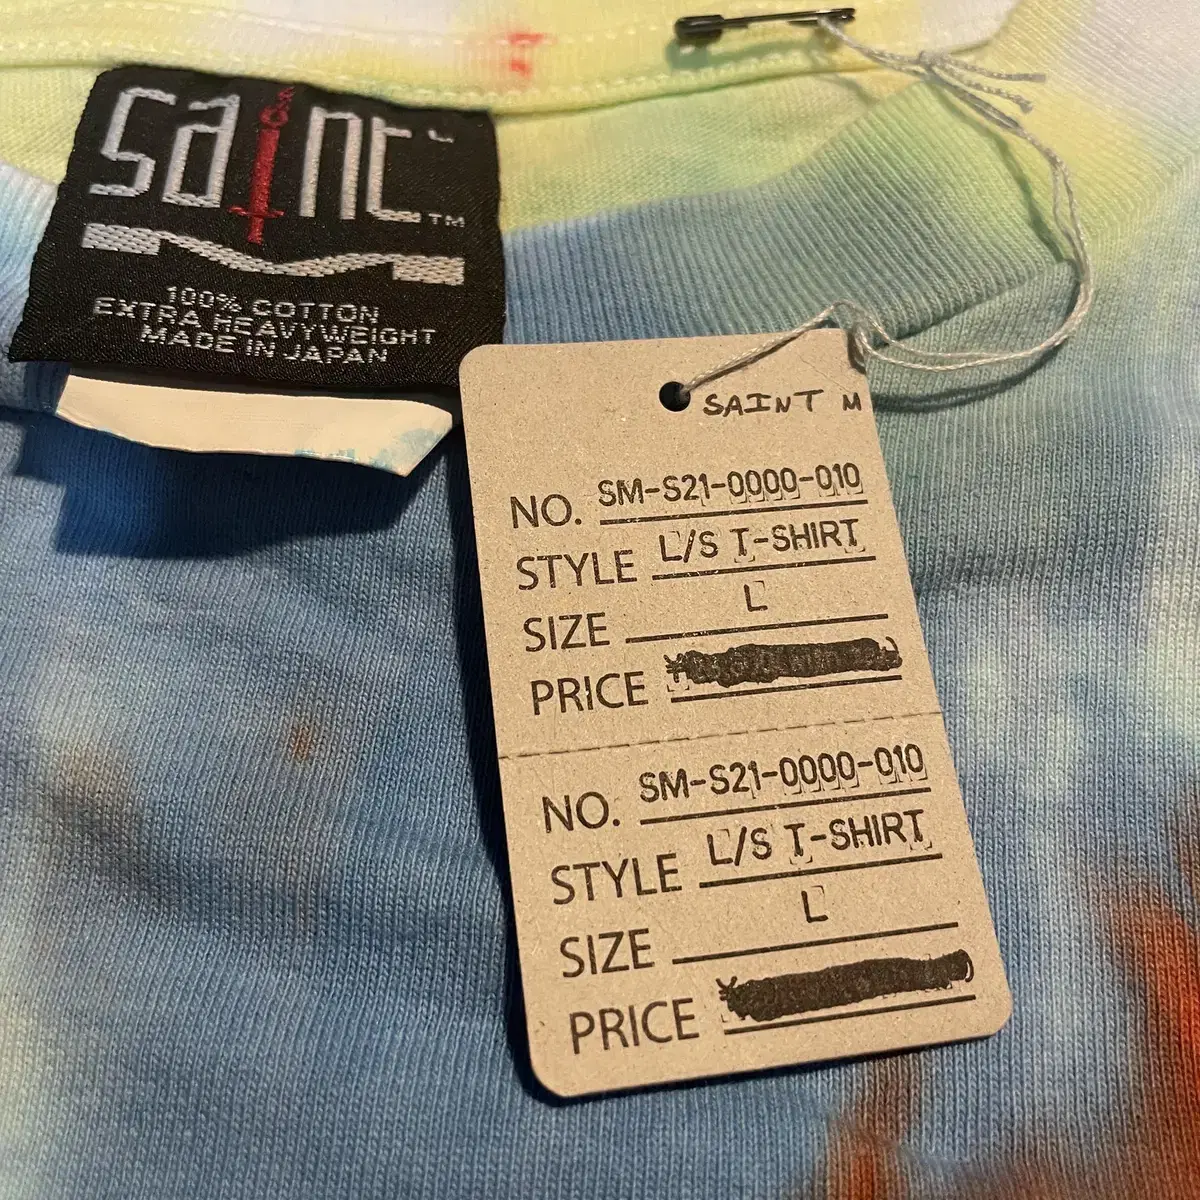 saint L
TM
100% COTTON
EXTRA HEAVYWEIGHT
MADE IN JAPAN
SAINT M
NO. SM-S21-0000-010
STYLE L/S T-SHIRT
SIZE L
PRICE
NO. SM-S21-0000-010
STYLE L/S T-SHIRT
SIZE L
PRICE